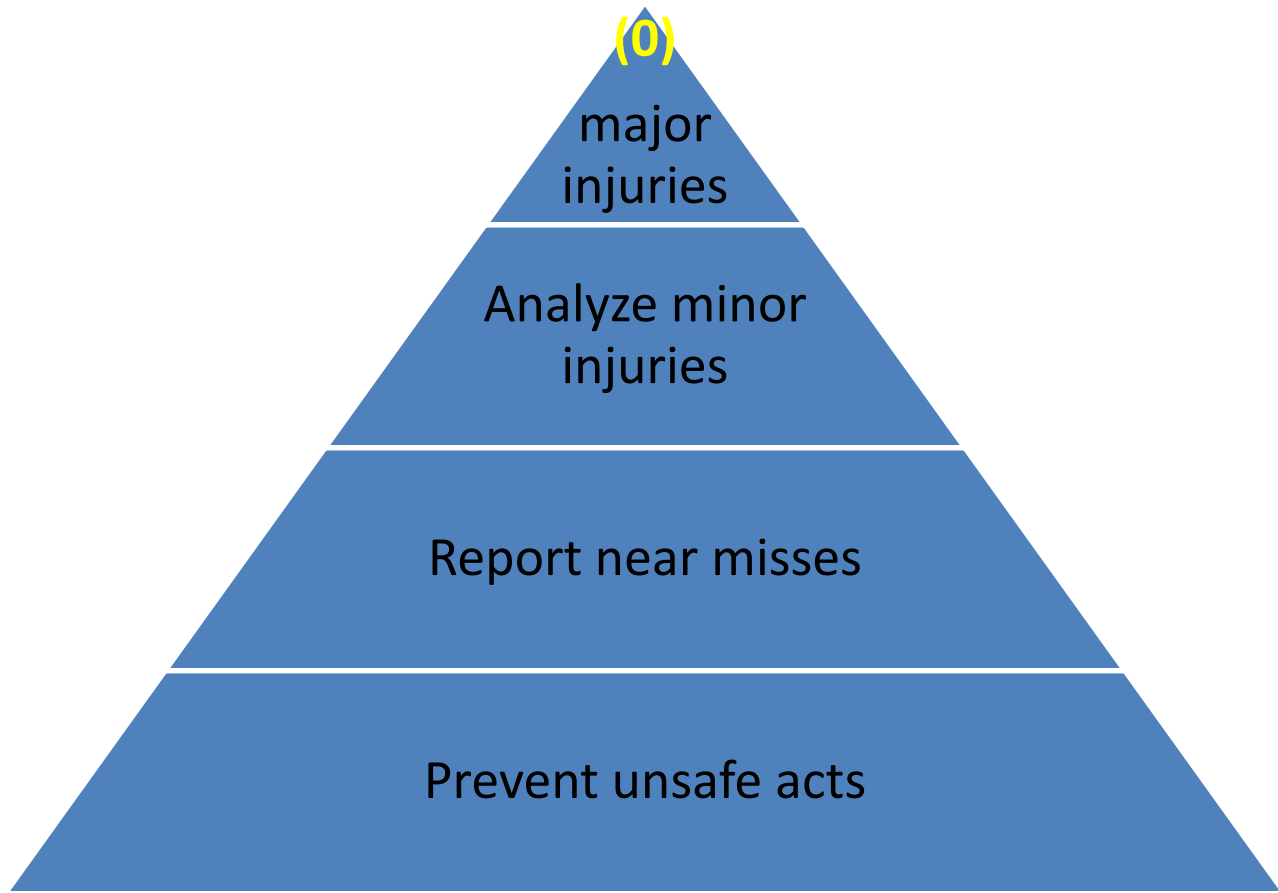 (0)
major
injuries
Analyze minor
injuries
Report near misses
Prevent unsafe acts